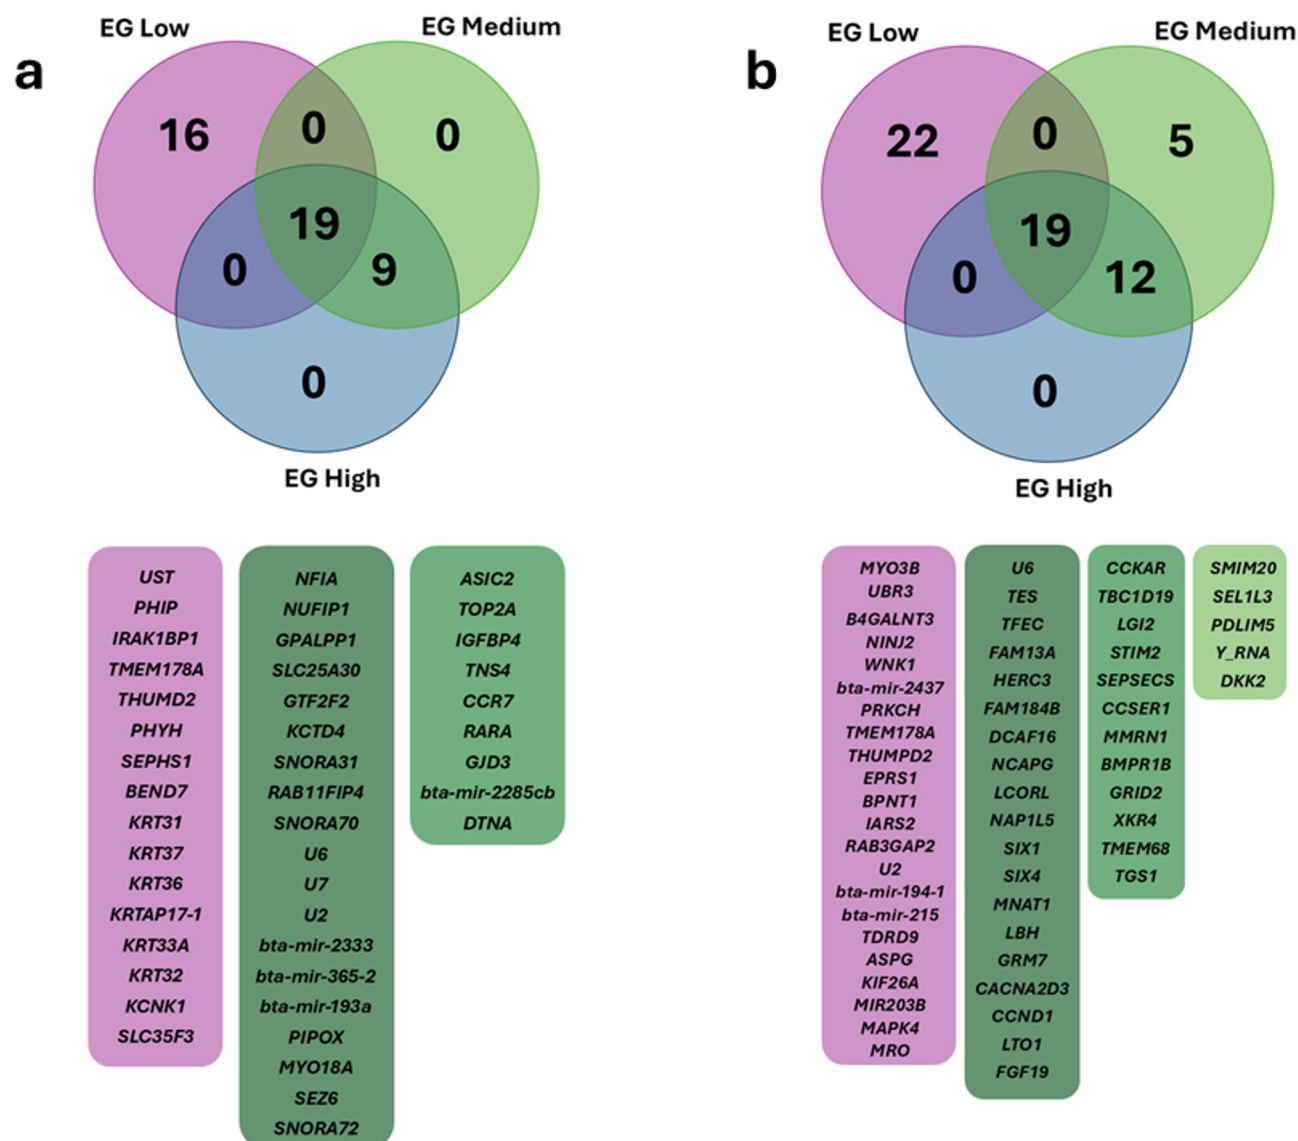 a
EG Low
EG Medium
16
0
0
19
0
9
0
EG High
UST
PHIP
IRAK1BP1
TMEM178A
THUMD2
PHYH
SEPHS1
BEND7
KRT31
KRT37
KRT36
KRTAP17-1
KRT33A
KRT32
KCNK1
SLC35F3
NFIA
NUFIP1
GPALPP1
SLC25A30
GTF2F2
KCTD4
SNORA31
RAB11FIP4
SNORA70
U6
U7
U2
bta-mir-2333
bta-mir-365-2
bta-mir-193a
PIPOX
MYO18A
SEZ6
SNORA72
ASIC2
TOP2A
IGFBP4
TNS4
CCR7
RARA
GJD3
bta-mir-2285cb
DTNA
b
EG Low
EG Medium
22
0
5
19
0
12
0
EG High
MYO3B
UBR3
B4GALNT3
NINJ2
WNK1
bta-mir-2437
PRKCH
TMEM178A
THUMPD2
EPRS1
BPNT1
IARS2
RAB3GAP2
U2
bta-mir-194-1
bta-mir-215
TDRD9
ASPG
KIF26A
MIR203B
MAPK4
MRO
U6
TES
TFEC
FAM13A
HERC3
FAM184B
DCAF16
NCAPG
LCORL
NAP1L5
SIX1
SIX4
MNAT1
LBH
GRM7
CACNA2D3
CCND1
LTO1
FGF19
CCKAR
TBC1D19
LGI2
STIM2
SEPSECS
CCSER1
MMRN1
BMPR1B
GRID2
XKR4
TMEM68
TGS1
SMIM20
SEL1L3
PDLIM5
Y_RNA
DKK2